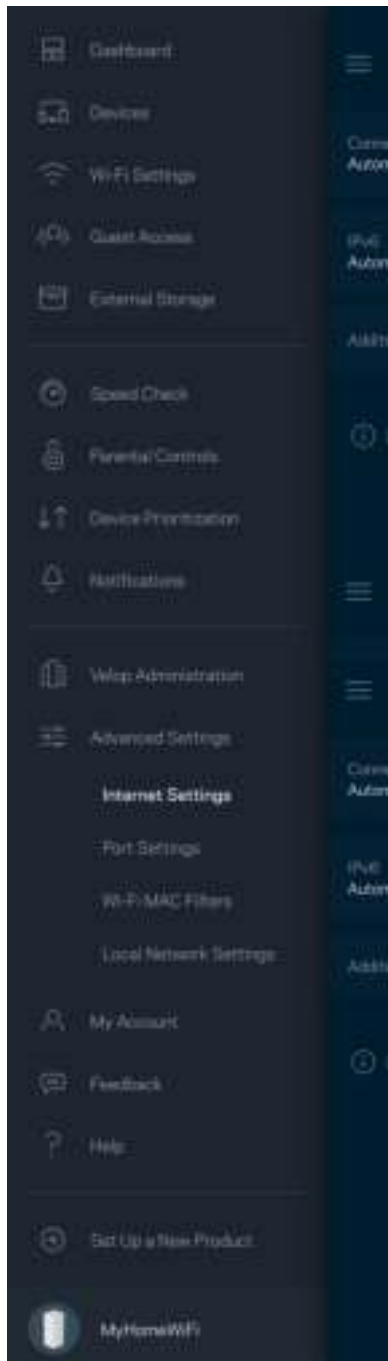 Dashboard
Devices
Wi-Fi Settings
Guest Access
External Storage
Speed Check
Parental Controls
Device Prioritization
Notifications
Velop Administration
Advanced Settings
Internet Settings
Port Settings
Wi-Fi MAC Filters
Local Network Settings
My Account
Feedback
Help
Set Up a New Product
MyHomeWiFi
IPv6
IPv6